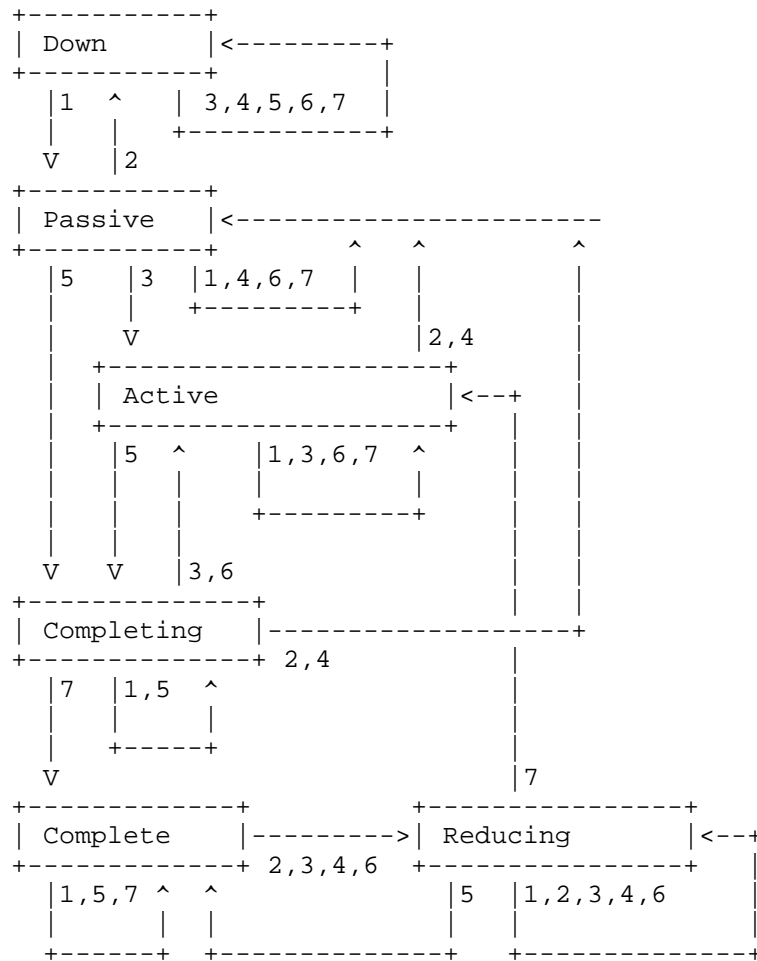 Down
1 3,4,5,6,7
2
Passive
5 3 1,4,6,7
2,4
Active
5 1,3,6,7
3,6
Completing
2,4
7 1,5
7
Complete Reducing
2,3,4,6
1,5,7 5 1,2,3,4,6